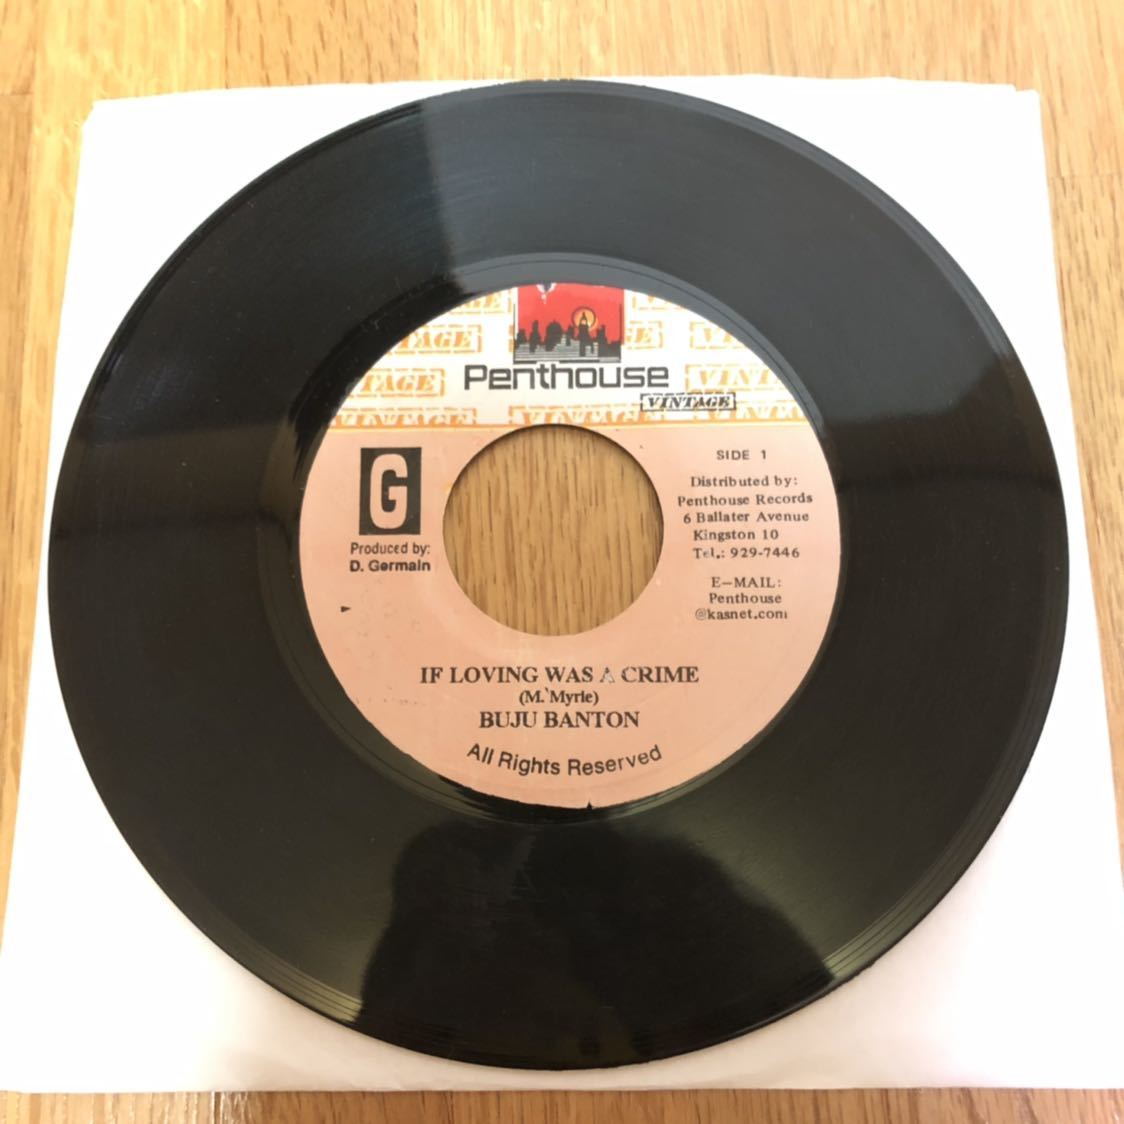 VINTAGE
Penthouse
VINTAGE
G
Produced by:
D. Germain
SIDE 1
Distributed by:
Penthouse Records
6 Ballater Avenue
Kingston 10
Tel.: 929-7446
E-MAIL:
Penthouse
@kasnet.com
IF LOVING WAS A CRIME
(M. Myrie)
BUJU BANTON
All Rights Reserved